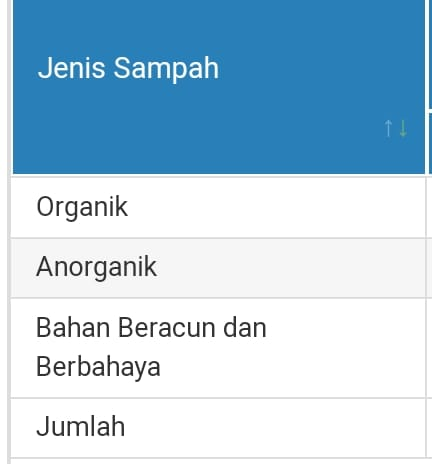 Jenis Sampah
↑↓
Organik
Anorganik
Bahan Beracun dan
Berbahaya
Jumlah